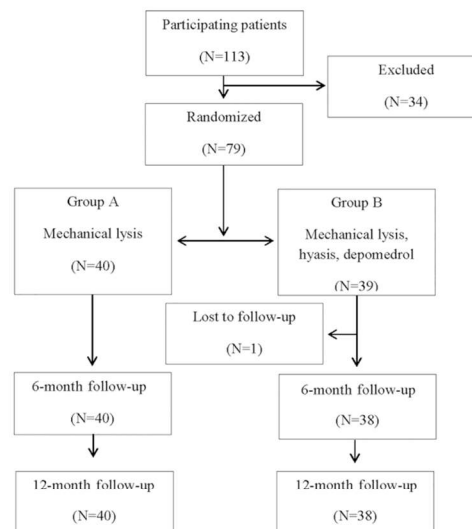 Participating patients
(N=113)
Excluded
(N=34)
Randomized
(N=79)
Group A
Mechanical lysis
(N=40)
Group B
Mechanical lysis,
hyasis, depomedrol
(N=39)
Lost to follow-up
(N=1)
6-month follow-up
(N=40)
6-month follow-up
(N=38)
12-month follow-up
(N=40)
12-month follow-up
(N=38)